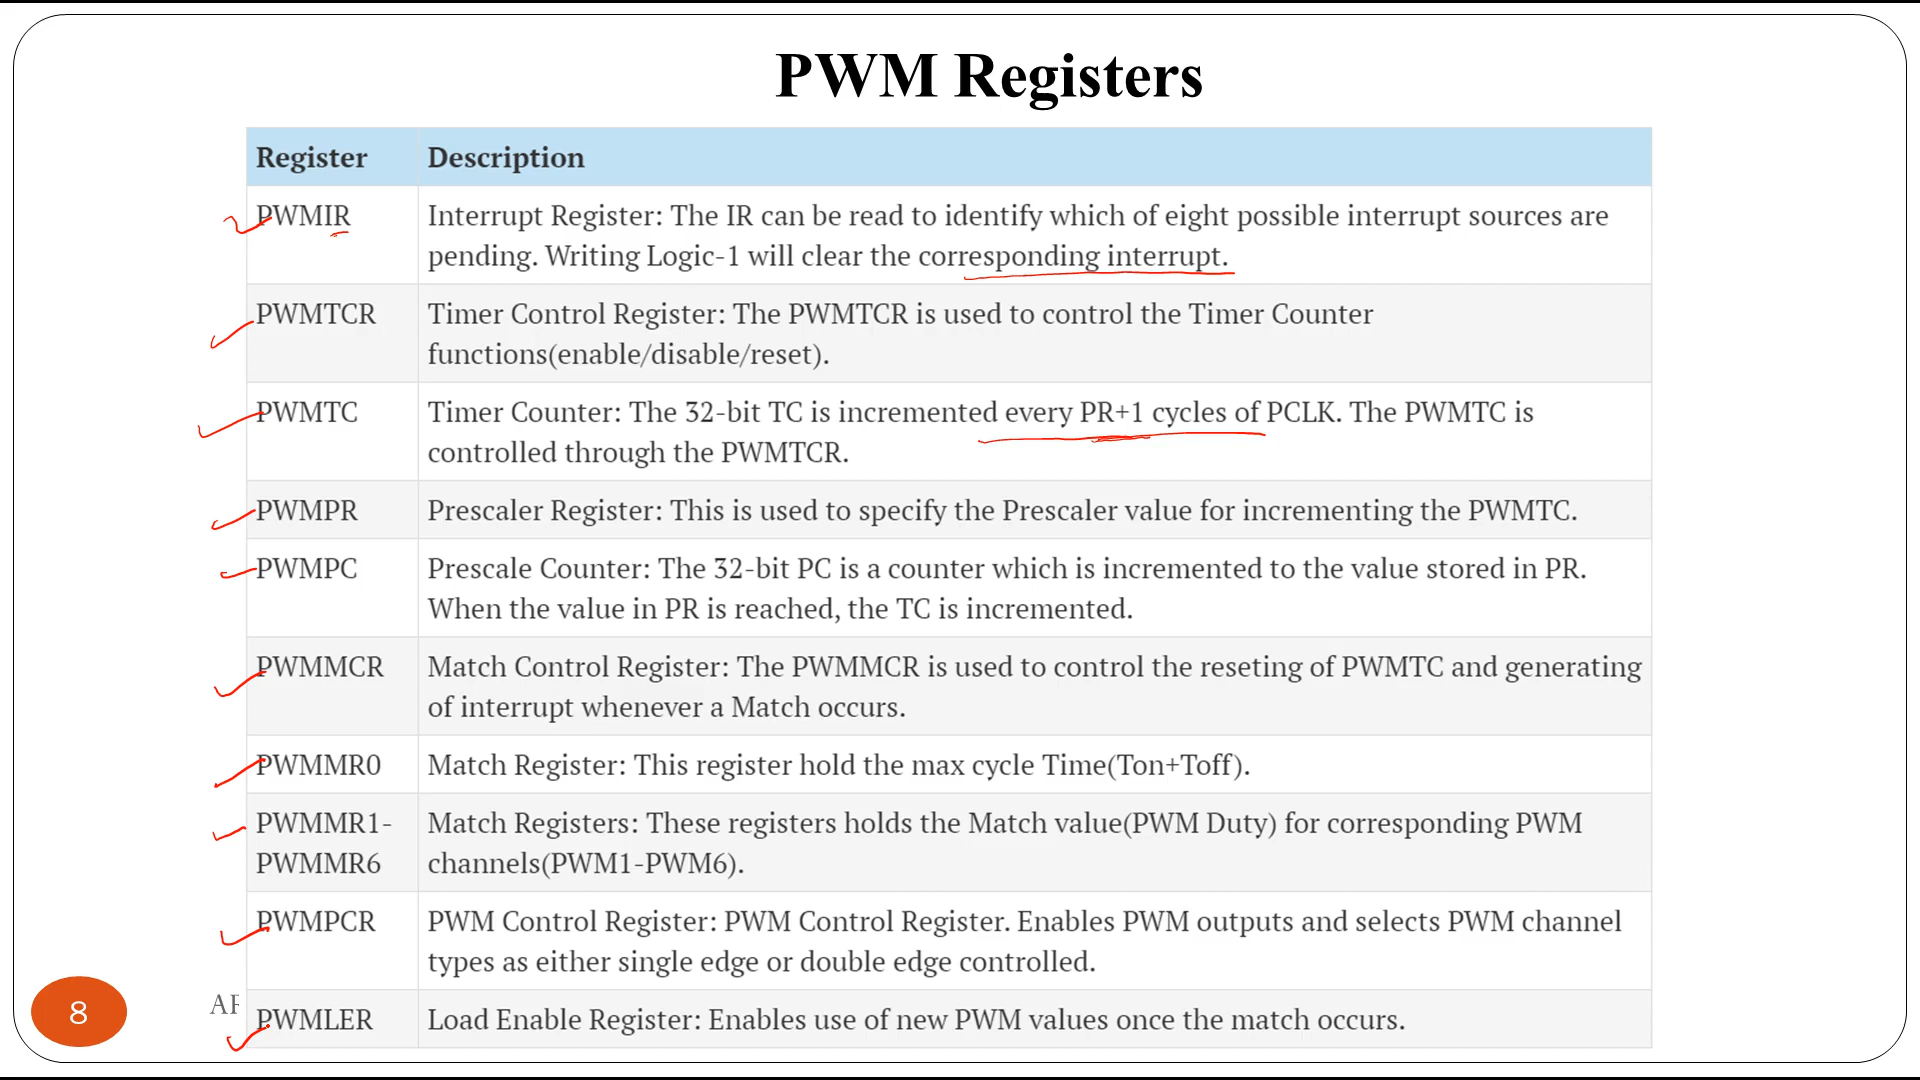 PWM Registers
Register Description
PWMIR Interrupt Register: The IR can be read to identify which of eight possible interrupt sources are
pending. Writing Logic-1 will clear the corresponding interrupt.
PWMTCR Timer Control Register: The PWMTCR is used to control the Timer Counter
functions(enable/disable/reset).
PWMTC Timer Counter: The 32-bit TC is incremented every PR+1 cycles of PCLK. The PWMTC is
controlled through the PWMTCR.
PWMPR Prescaler Register: This is used to specify the Prescaler value for incrementing the PWMTC.
PWMPC Prescale Counter: The 32-bit PC is a counter which is incremented to the value stored in PR.
When the value in PR is reached, the TC is incremented.
PWMMCR Match Control Register: The PWMMCR is used to control the reseting of PWMTC and generating
of interrupt whenever a Match occurs.
PWMMR0 Match Register: This register hold the max cycle Time(Ton+Toff).
PWMMR1- Match Registers: These registers holds the Match value(PWM Duty) for corresponding PWM
PWMMR6 channels(PWM1-PWM6).
PWMPCR PWM Control Register: PWM Control Register. Enables PWM outputs and selects PWM channel
types as either single edge or double edge controlled.
PWMLER Load Enable Register: Enables use of new PWM values once the match occurs.
8